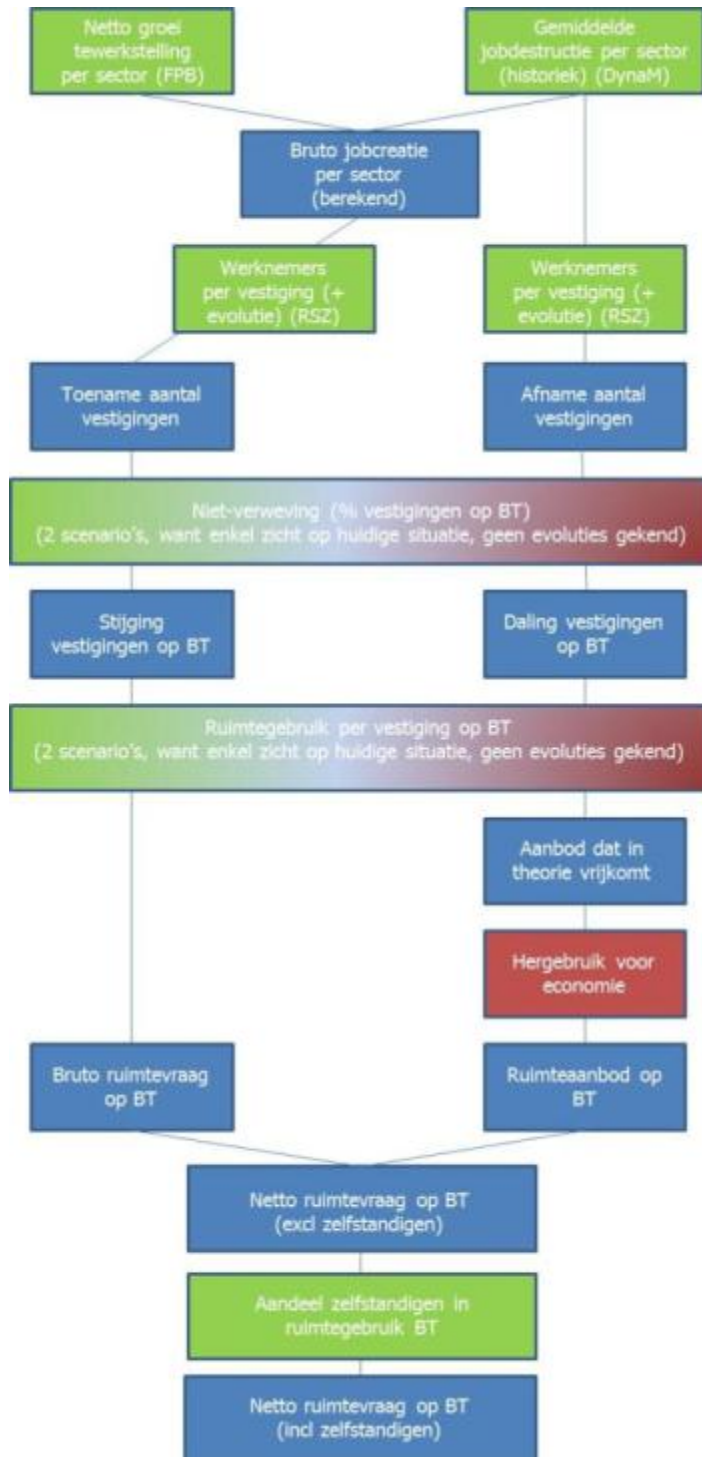 Netto groei
tewerkstelling
per sector (FPB)
Gemiddelde
jobdestructie per sector
(historiek) (DynaM)
Bruto jobcreatie
per sector
(berekend)
Werknemers
per vestiging (+
evolutie) (RSZ)
Werknemers
per vestiging (+
evolutie) (RSZ)
Toename aantal
vestigingen
Afname aantal
vestigingen
Niet-verweving (% vestigingen op BT)
(2 scenario's, want enkel zicht op huidige situatie, geen evoluties gekend)
Stijging
vestigingen op BT
Daling vestigingen
op BT
Ruimtegebruik per vestiging op BT
(2 scenario's, want enkel zicht op huidige situatie, geen evoluties gekend)
Aanbod dat in
theorie vrijkomt
Hergebruik voor
economie
Bruto ruimtevraag
op BT
Ruimteaanbod op
BT
Netto ruimtevraag op BT
(excl zelfstandigen)
Aandeel zelfstandigen in
ruimtegebruik BT
Netto ruimtevraag op BT
(incl zelfstandigen)